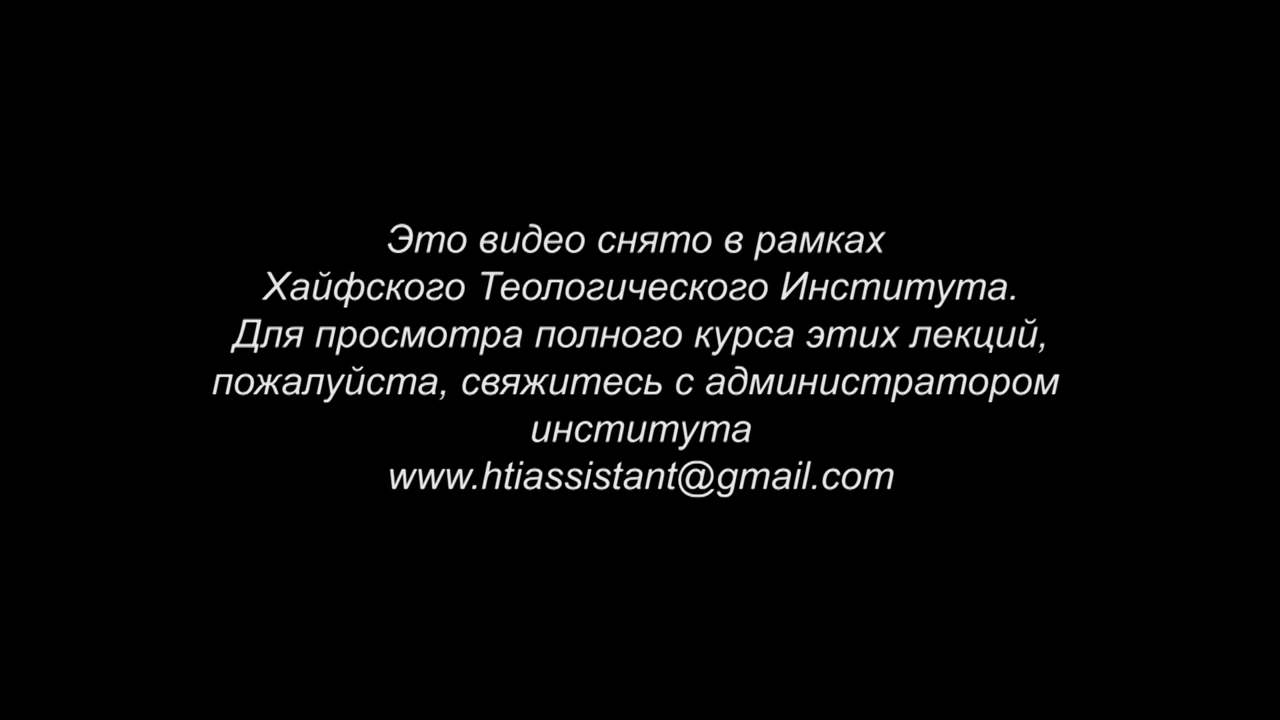 Это видео снято в рамках
Хайфского Теологического Института.
Для просмотра полного курса этих лекций,
пожалуйста, свяжитесь с администратором
института
www.htiassistant@gmail.com